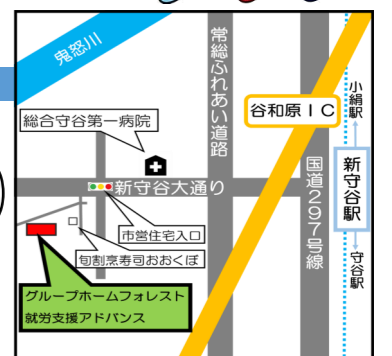 鬼怒川
常総ふれあい道路
小絹駅
谷和原IC
総合守谷第一病院
新守谷駅
国道297号線
新守谷大通り
市営住宅入口
守谷駅
旬割烹寿司おおくぼ
グループホームフォレスト
就労支援アドバンス